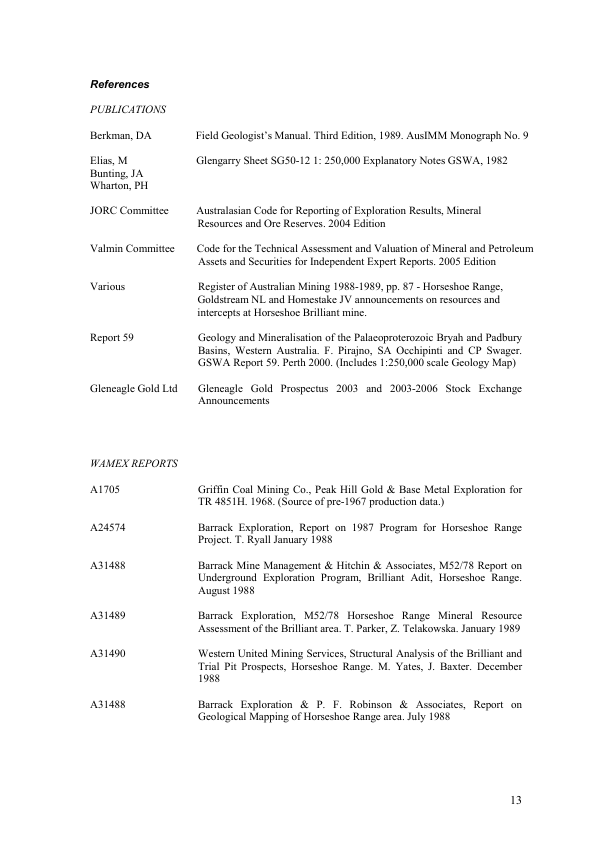 References
PUBLICATIONS
Berkman, DA Field Geologist's Manual. Third Edition, 1989. AusIMM Monograph No. 9
Elias, M Glengarry Sheet SG50-12 1: 250,000 Explanatory Notes GSWA, 1982
Bunting, JA
Wharton, PH
JORC Committee Australasian Code for Reporting of Exploration Results, Mineral
Resources and Ore Reserves. 2004 Edition
Valmin Committee Code for the Technical Assessment and Valuation of Mineral and Petroleum
Assets and Securities for Independent Expert Reports. 2005 Edition
Various Register of Australian Mining 1988-1989, pp. 87 - Horseshoe Range,
Goldstream NL and Homestake JV announcements on resources and
intercepts at Horseshoe Brilliant mine.
Report 59 Geology and Mineralisation of the Palaeoproterozoic Bryah and Padbury
Basins, Western Australia. F. Pirajno, SA Occhipinti and CP Swager.
GSWA Report 59. Perth 2000. (Includes 1:250,000 scale Geology Map)
Gleneagle Gold Ltd Gleneagle Gold Prospectus 2003 and 2003-2006 Stock Exchange
Announcements
WAMEX REPORTS
A1705 Griffin Coal Mining Co., Peak Hill Gold & Base Metal Exploration for
TR 4851H. 1968. (Source of pre-1967 production data.)
A24574 Barrack Exploration, Report on 1987 Program for Horseshoe Range
Project. T. Ryall January 1988
A31488 Barrack Mine Management & Hitchin & Associates, M52/78 Report on
Underground Exploration Program, Brilliant Adit, Horseshoe Range.
August 1988
A31489 Barrack Exploration, M52/78 Horseshoe Range Mineral Resource
Assessment of the Brilliant area. T. Parker, Z. Telakowska. January 1989
A31490 Western United Mining Services, Structural Analysis of the Brilliant and
Trial Pit Prospects, Horseshoe Range. M. Yates, J. Baxter. December
1988
A31488 Barrack Exploration & P. F. Robinson & Associates, Report on
Geological Mapping of Horseshoe Range area. July 1988
13